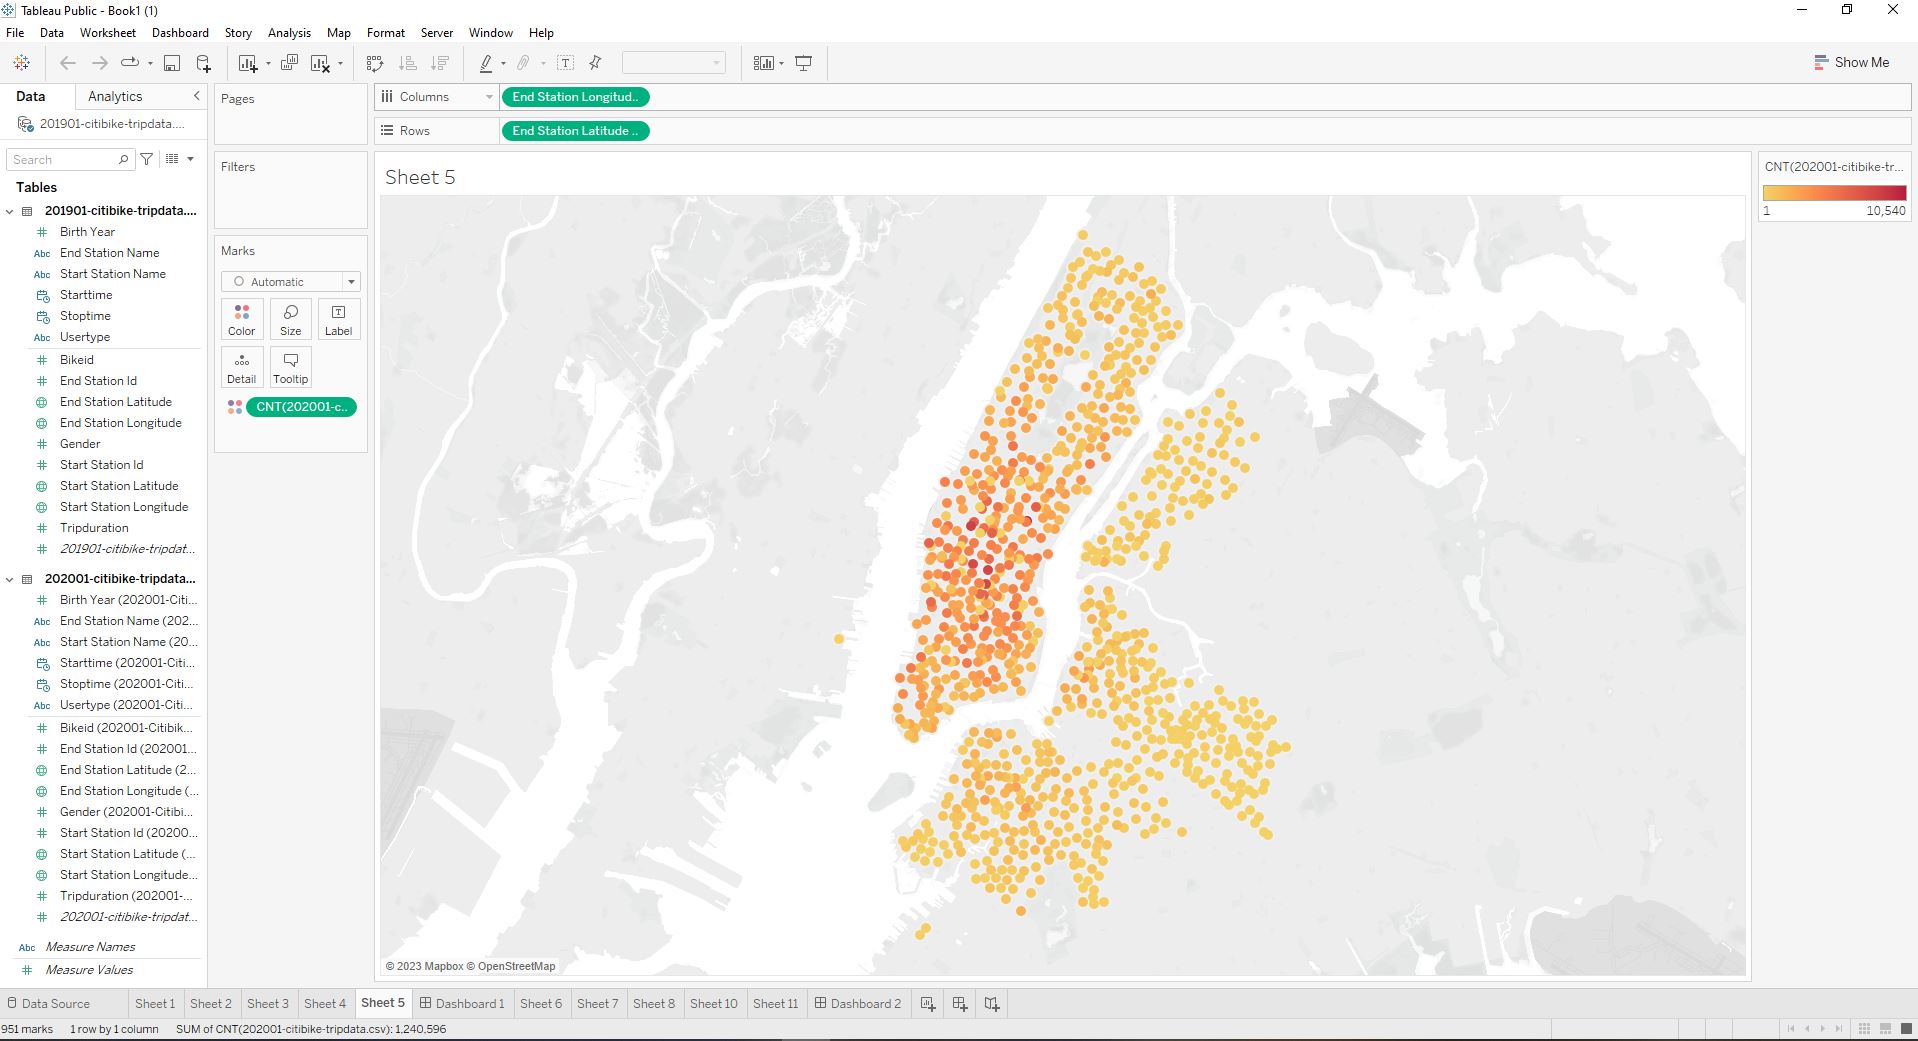 Tableau Public - Book1 (1)
File Data Worksheet Dashboard Story Analysis Map Format Server Window Help
Show Me
Data Analytics
201901-citibike-tripdata....
Search
Tables
201901-citibike-tripdata....
# Birth Year
Abc End Station Name
Abc Start Station Name
Starttime
Stoptime
Abc Usertype
# Bikeid
# End Station Id
End Station Latitude
End Station Longitude
# Gender
# Start Station Id
Start Station Latitude
Start Station Longitude
# Tripduration
# 201901-citibike-tripdat...
202001-citibike-tripdata...
# Birth Year (202001-Citi...
Abc End Station Name (202...
Abc Start Station Name (20...
Starttime (202001-Citi...
Stoptime (202001-Citi...
Abc Usertype (202001-Citi...
# Bikeid (202001-Citibik...
# End Station Id (202001...
End Station Latitude (2...
End Station Longitude (...
# Gender (202001-Citibi...
# Start Station Id (20200...
Start Station Latitude (...
Start Station Longitude...
# Tripduration (202001-...
# 202001-citibike-tripdat...
Abc Measure Names
# Measure Values
Pages
Filters
Marks
Automatic
Color Size Label
Detail Tooltip
CNT(202001-c..
Columns End Station Longitud..
Rows End Station Latitude ..
Sheet 5
© 2023 Mapbox © OpenStreetMap
CNT(202001-citibike-tr...
1 10,540
Data Source Sheet 1 Sheet 2 Sheet 3 Sheet 4 Sheet 5 Dashboard 1 Sheet 6 Sheet 7 Sheet 8 Sheet 10 Sheet 11 Dashboard 2
951 marks 1 row by 1 column SUM of CNT(202001-citibike-tripdata.csv): 1,240,596